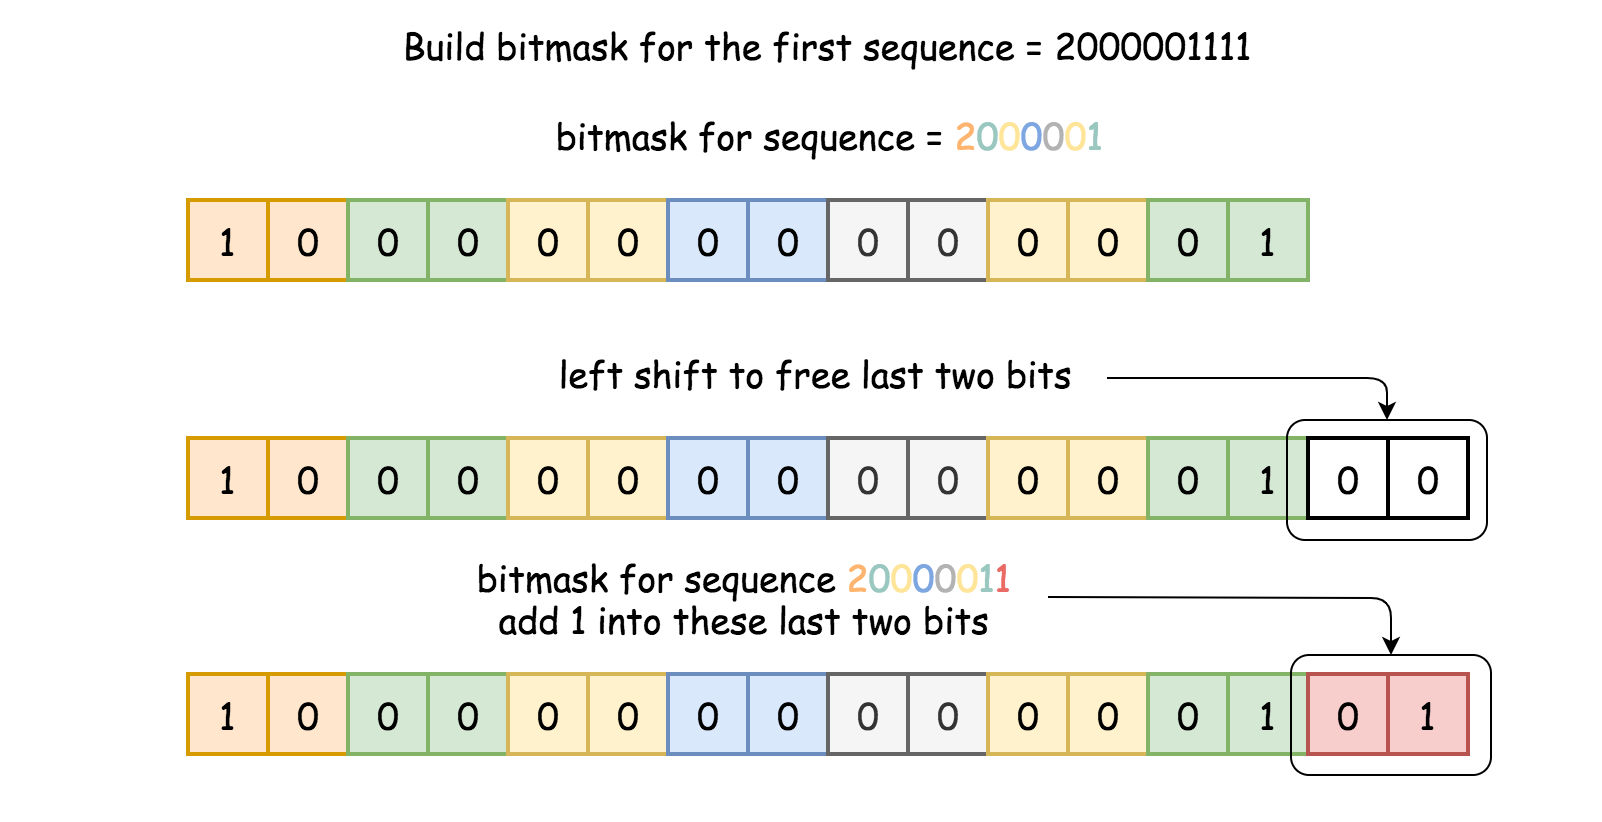 Build bitmask for the first sequence = 2000001111
bitmask for sequence = 2000001
1 0 0 0 0 0 0 0 0 0 0 0 0 1
left shift to free last two bits
1 0 0 0 0 0 0 0 0 0 0 0 0 1 0 0
bitmask for sequence 20000011
add 1 into these last two bits
1 0 0 0 0 0 0 0 0 0 0 0 0 1 0 1